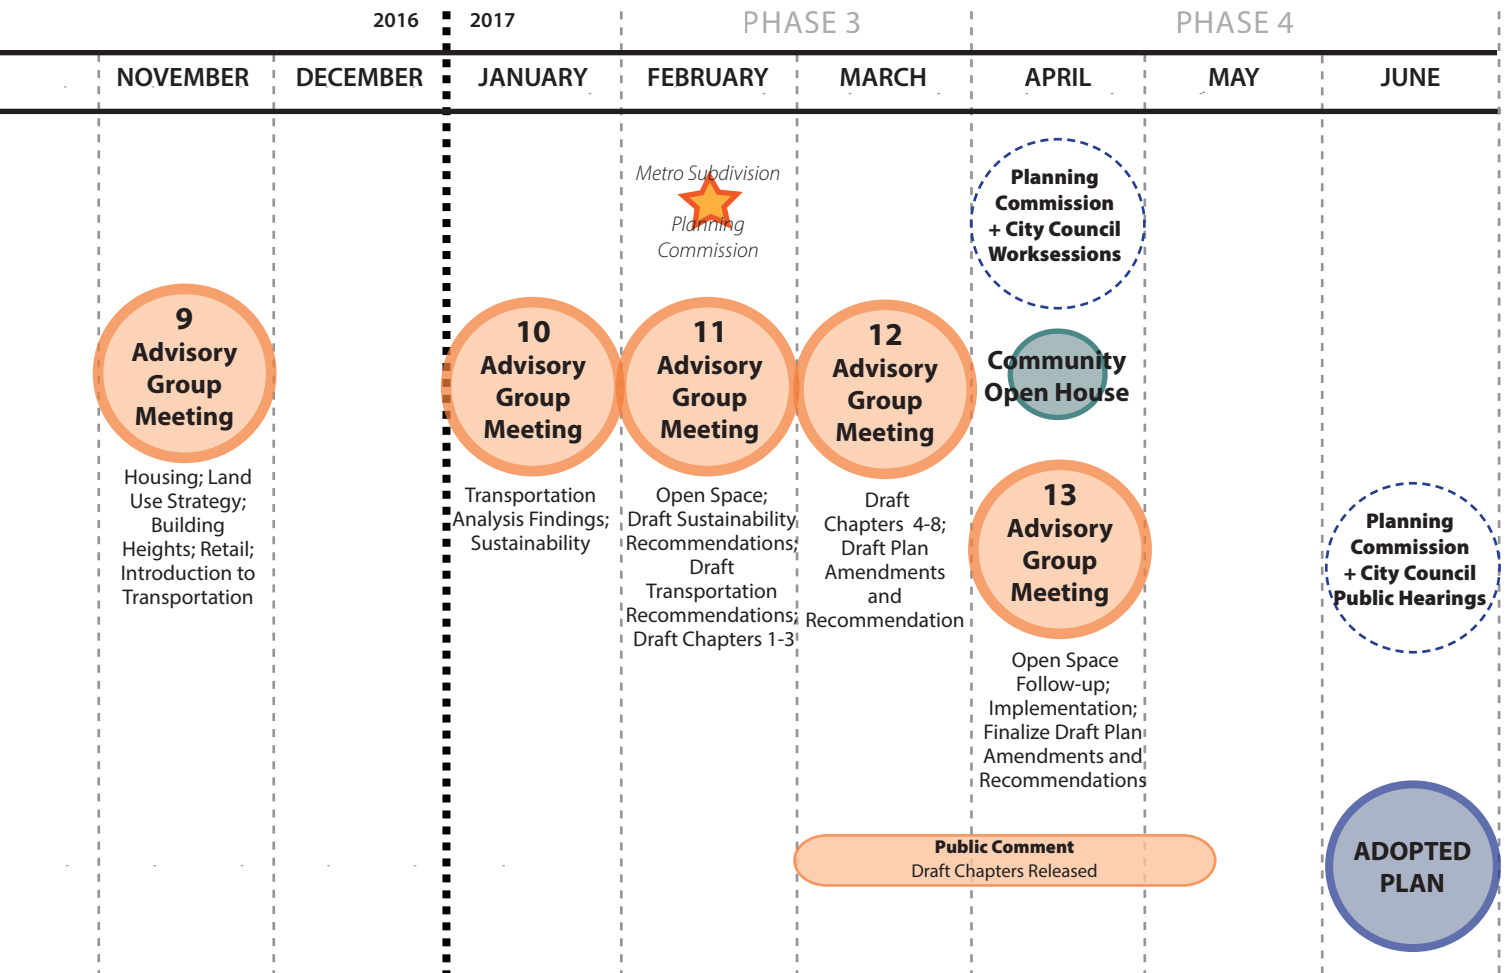 2016 2017 PHASE 3 PHASE 4
NOVEMBER DECEMBER JANUARY FEBRUARY MARCH APRIL MAY JUNE
Metro Subdivision
Planning
Commission
Planning
Commission
+ City Council
Worksessions
9
Advisory
Group
Meeting
Housing; Land
Use Strategy;
Building
Heights; Retail;
Introduction to
Transportation
10
Advisory
Group
Meeting
Transportation
Analysis Findings;
Sustainability
11
Advisory
Group
Meeting
Open Space;
Draft Sustainability
Recommendations;
Draft
Transportation
Recommendations;
Draft Chapters 1-3
12
Advisory
Group
Meeting
Draft
Chapters 4-8;
Draft Plan
Amendments
and
Recommendation
Community
Open House
13
Advisory
Group
Meeting
Open Space
Follow-up;
Implementation;
Finalize Draft Plan
Amendments and
Recommendations
Planning
Commission
+ City Council
Public Hearings
Public Comment
Draft Chapters Released
ADOPTED
PLAN